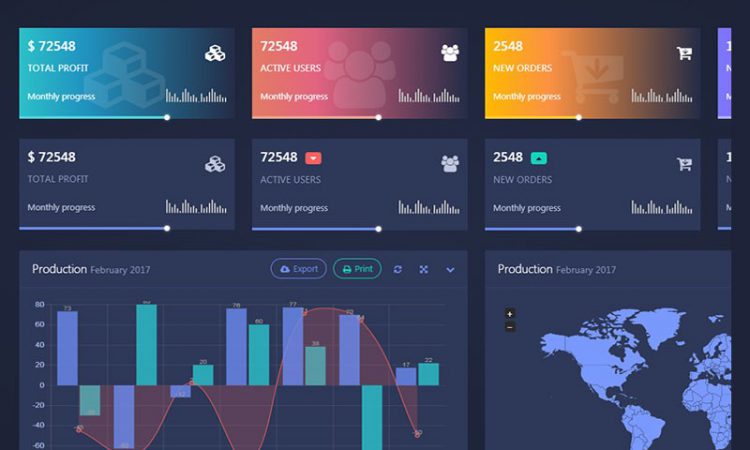 $ 72548
TOTAL PROFIT
Monthly progress
72548
ACTIVE USERS
Monthly progress
2548
NEW ORDERS
Monthly progress
$ 72548
TOTAL PROFIT
Monthly progress
72548
ACTIVE USERS
Monthly progress
2548
NEW ORDERS
Monthly progress
Production February 2017
Export
Print
Production February 2017
80
60
40
20
0
-20
-40
-60
73
80
20
76
60
77
38
70
17
22
+
−